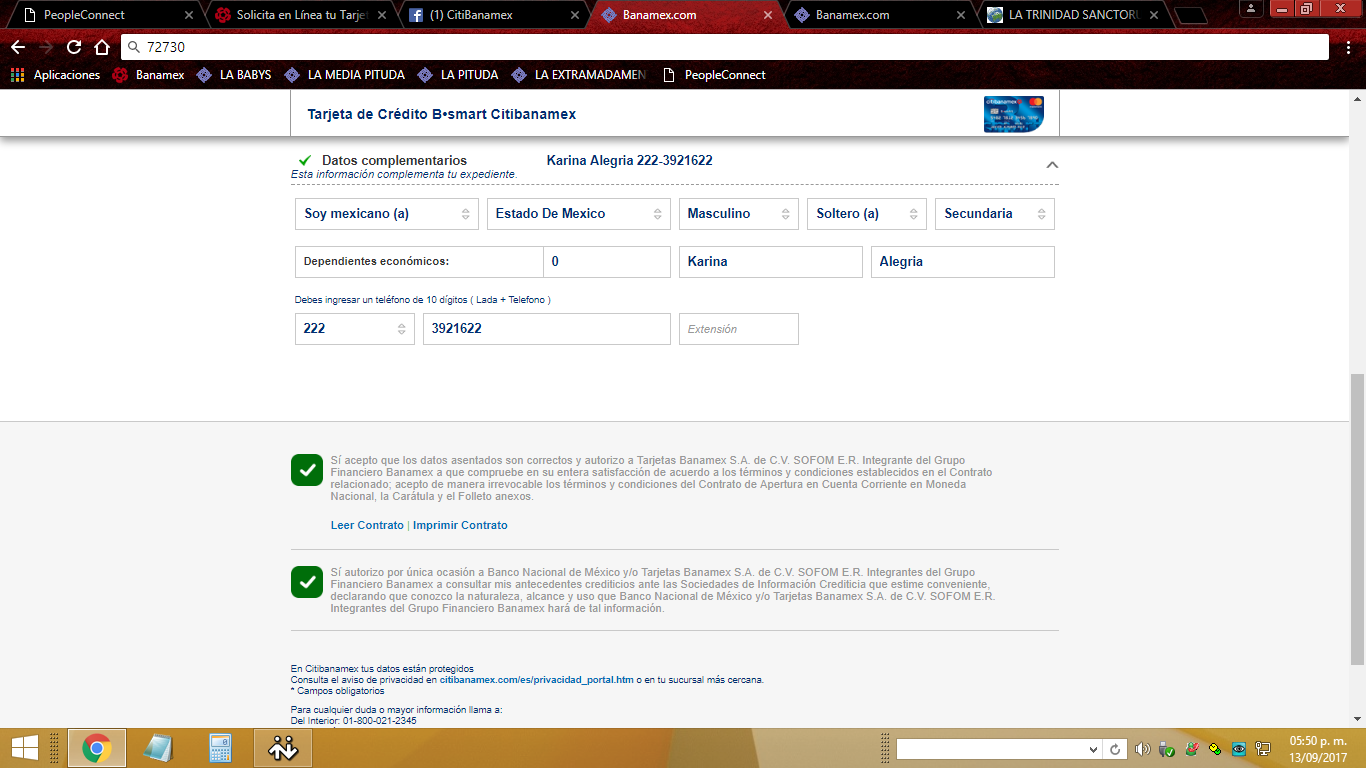 PeopleConnect
Solicita en Línea tu Tarje
(1) CitiBanamex
Banamex.com
Banamex.com
LA TRINIDAD SANCTOR
72730
Aplicaciones
Banamex
LA BABYS
LA MEDIA PITUDA
LA PITUDA
LA EXTRAMADAMEN
PeopleConnect
Tarjeta de Crédito B•smart Citibanamex
citibanamex
Datos complementarios
Karina Alegria 222-3921622
Esta información complementa tu expediente.
Soy mexicano (a)
Estado De Mexico
Masculino
Soltero (a)
Secundaria
Dependientes económicos:
0
Karina
Alegria
Debes ingresar un teléfono de 10 dígitos ( Lada + Telefono )
222
3921622
Extensión
Sí acepto que los datos asentados son correctos y autorizo a Tarjetas Banamex S.A. de C.V. SOFOM E.R. Integrante del Grupo
Financiero Banamex a que compruebe en su entera satisfacción de acuerdo a los términos y condiciones establecidos en el Contrato
relacionado; acepto de manera irrevocable los términos y condiciones del Contrato de Apertura en Cuenta Corriente en Moneda
Nacional, la Carátula y el Folleto anexos.
Leer Contrato | Imprimir Contrato
Sí autorizo por única ocasión a Banco Nacional de México y/o Tarjetas Banamex S.A. de C.V. SOFOM E.R. Integrantes del Grupo
Financiero Banamex a consultar mis antecedentes crediticios ante las Sociedades de Información Crediticia que estime conveniente,
declarando que conozco la naturaleza, alcance y uso que Banco Nacional de México y/o Tarjetas Banamex S.A. de C.V. SOFOM E.R.
Integrantes del Grupo Financiero Banamex hará de tal información.
En Citibanamex tus datos están protegidos
Consulta el aviso de privacidad en citibanamex.com/es/privacidad_portal.htm o en tu sucursal más cercana.
* Campos obligatorios
Para cualquier duda o mayor información llama a:
Del Interior: 01-800-021-2345
05:50 p. m.
13/09/2017